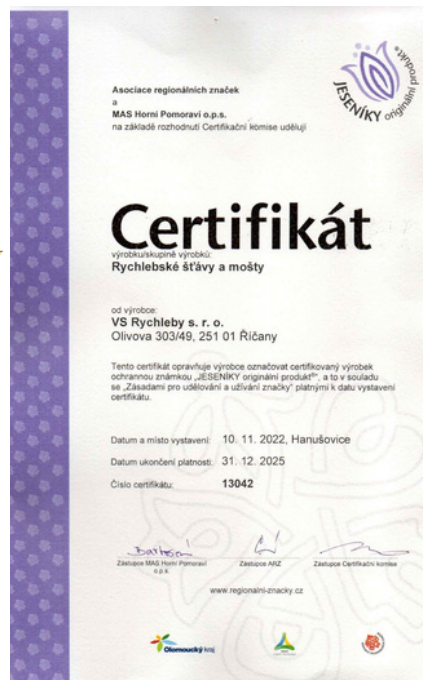 JESENÍKY originální produkt®
Asociace regionálních značek
a
MAS Horní Pomoraví o.p.s.
na základě rozhodnutí Certifikační komise udělují
Certifikát
výrobku/skupině výrobků:
Rychlebské šťávy a mošty
od výrobce:
VS Rychleby s. r. o.
Olivova 303/49, 251 01 Říčany
Tento certifikát opravňuje výrobce označovat certifikovaný výrobek
ochrannou známkou „JESENÍKY originální produkt®“, a to v souladu
se „Zásadami pro udělování a užívání značky“ platnými k datu vystavení
certifikátu.
Datum a místo vystavení: 10. 11. 2022, Hanušovice
Datum ukončení platnosti: 31. 12. 2025
Číslo certifikátu: 13042
Zástupce MAS Horní Pomoraví
o.p.s.
Zástupce ARZ
Zástupce Certifikační komise
www.regionalni-znacky.cz
Olomoucký kraj